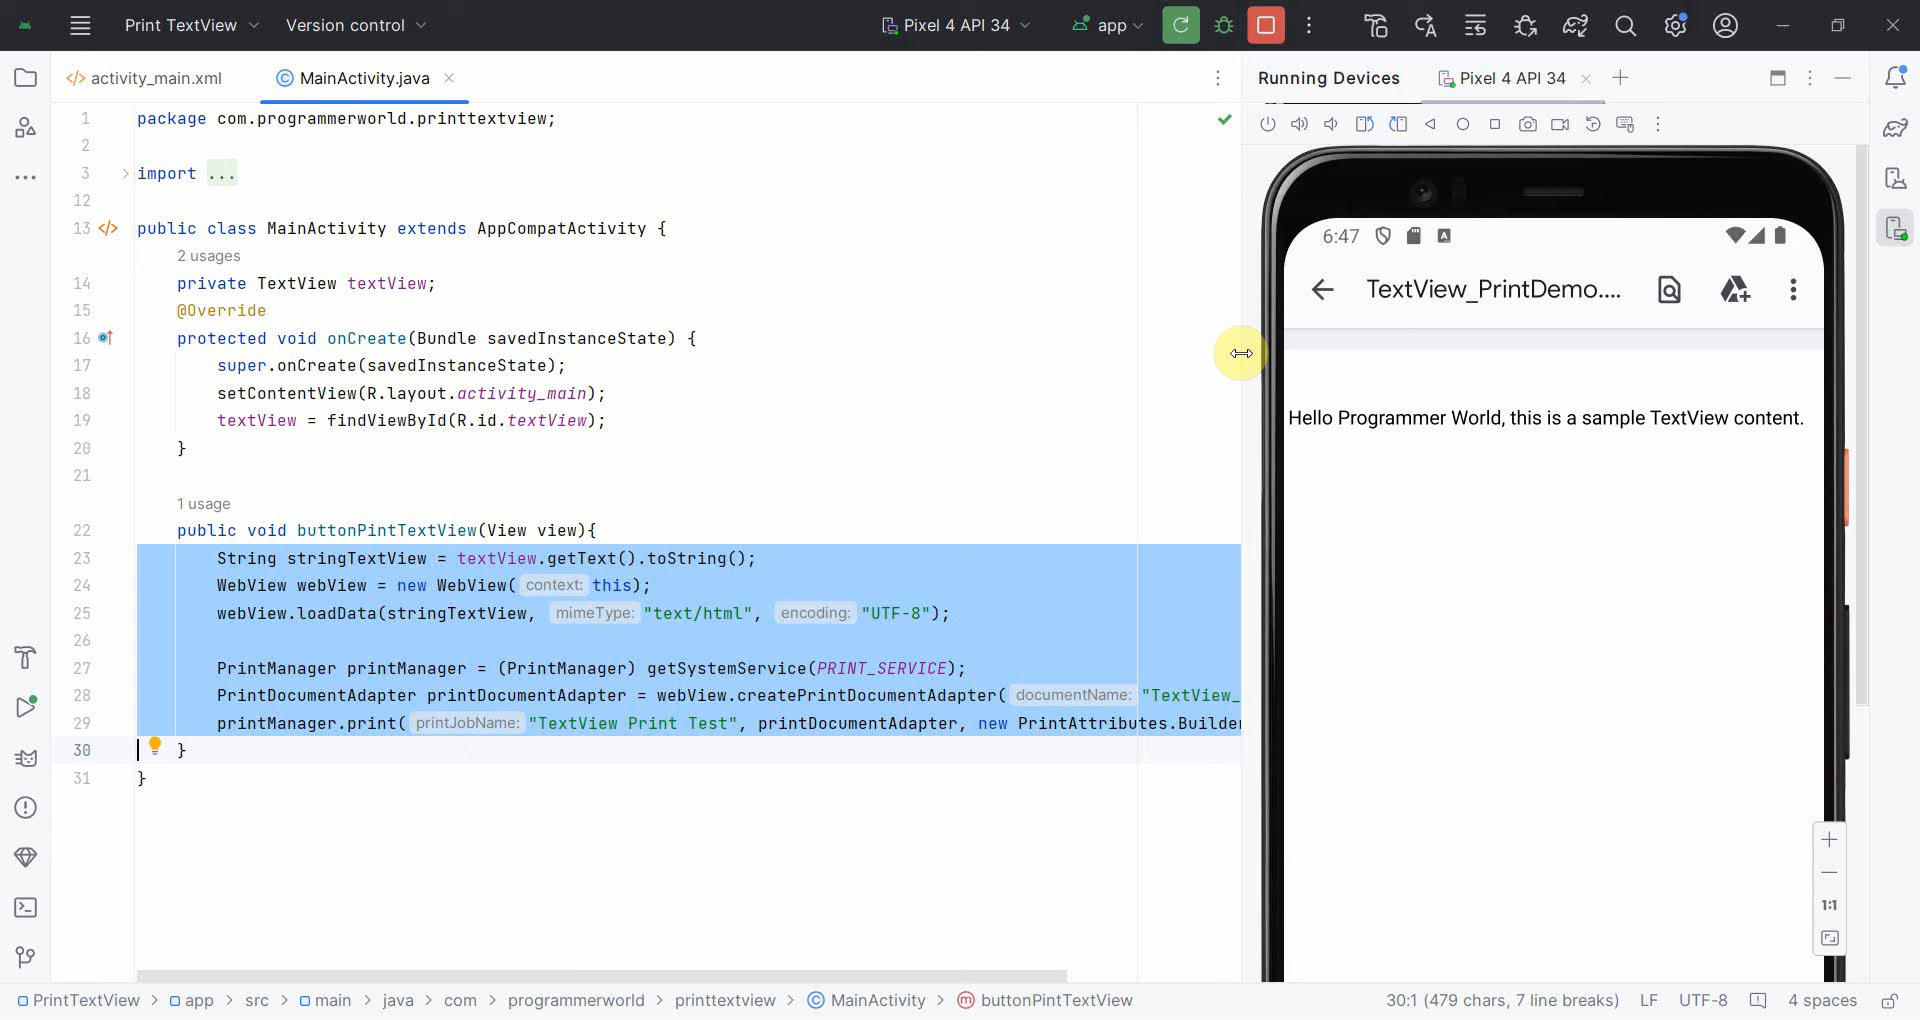 Print TextView
Version control
Pixel 4 API 34
app
activity_main.xml
MainActivity.java
Running Devices
Pixel 4 API 34
1 package com.programmerworld.printtextview;
2
3 import ...
12
13 public class MainActivity extends AppCompatActivity {
2 usages
14 private TextView textView;
15 @Override
16 protected void onCreate(Bundle savedInstanceState) {
17 super.onCreate(savedInstanceState);
18 setContentView(R.layout.activity_main);
19 textView = findViewById(R.id.textView);
20 }
21
1 usage
22 public void buttonPintTextView(View view){
23 String stringTextView = textView.getText().toString();
24 WebView webView = new WebView( context: this);
25 webView.loadData(stringTextView, mimeType: "text/html", encoding: "UTF-8");
26
27 PrintManager printManager = (PrintManager) getSystemService(PRINT_SERVICE);
28 PrintDocumentAdapter printDocumentAdapter = webView.createPrintDocumentAdapter( documentName: "TextView_
29 printManager.print( printJobName: "TextView Print Test", printDocumentAdapter, new PrintAttributes.Builder
30 }
31 }
6:47
A
TextView_PrintDemo....
Hello Programmer World, this is a sample TextView content.
1:1
PrintTextView > app > src > main > java > com > programmerworld > printtextview > MainActivity > buttonPintTextView
30:1 (479 chars, 7 line breaks) LF UTF-8 4 spaces